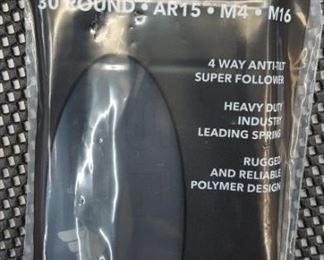 30 ROUND • AR15 • M4 • M16
4 WAY ANTI-TILT
SUPER FOLLOWER
HEAVY DUTY
INDUSTRY
LEADING SPRING
RUGGED
AND RELIABLE
POLYMER DESIGN